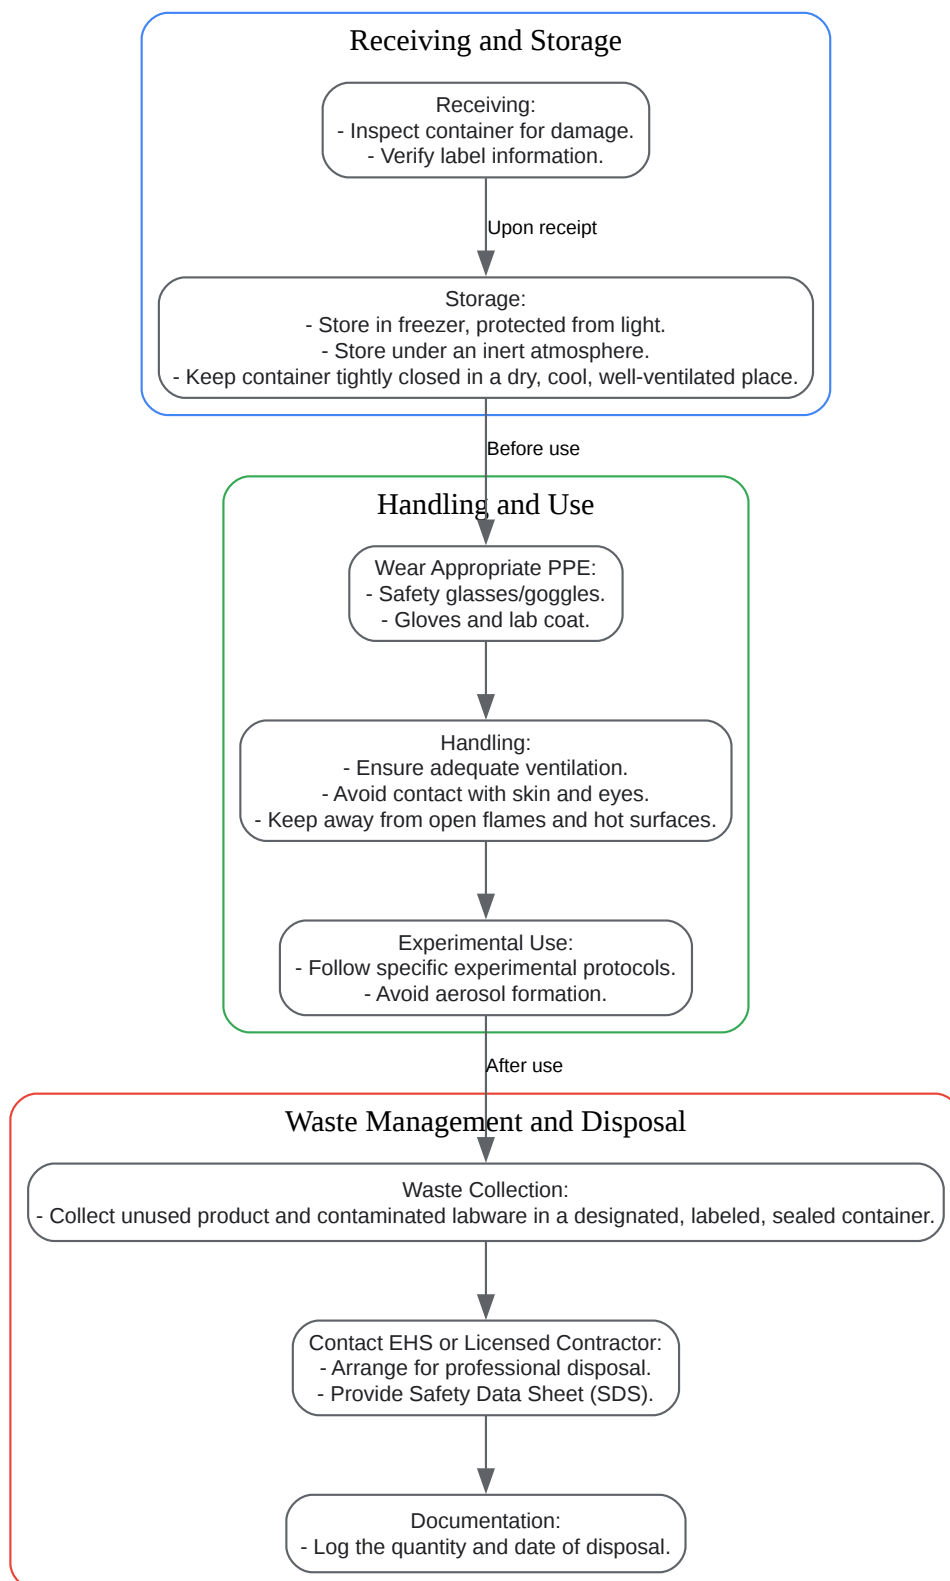 Receiving and Storage
Receiving:
- Inspect container for damage.
- Verify label information.
Upon receipt
Storage:
- Store in freezer, protected from light.
- Store under an inert atmosphere.
- Keep container tightly closed in a dry, cool, well-ventilated place.
Before use
Handling and Use
Wear Appropriate PPE:
- Safety glasses/goggles.
- Gloves and lab coat.
Handling:
- Ensure adequate ventilation.
- Avoid contact with skin and eyes.
- Keep away from open flames and hot surfaces.
Experimental Use:
- Follow specific experimental protocols.
- Avoid aerosol formation.
After use
Waste Management and Disposal
Waste Collection:
- Collect unused product and contaminated labware in a designated, labeled, sealed container.
Contact EHS or Licensed Contractor:
- Arrange for professional disposal.
- Provide Safety Data Sheet (SDS).
Documentation:
- Log the quantity and date of disposal.